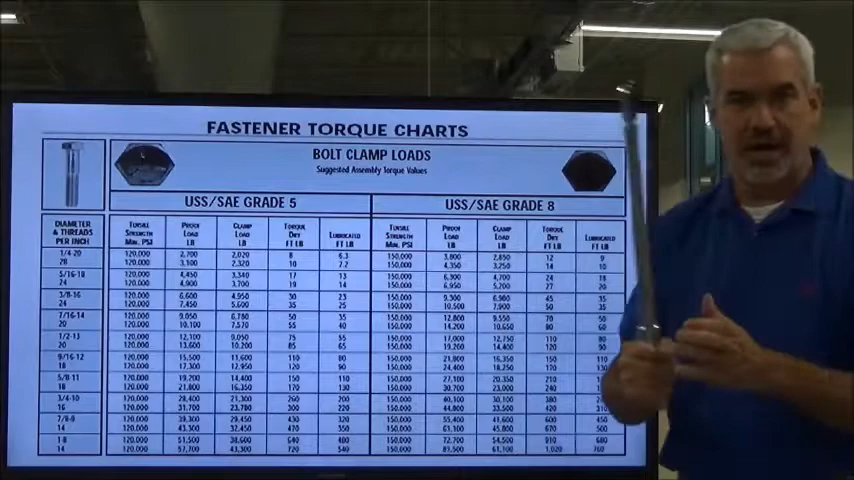 FASTENER TORQUE CHARTS
BOLT CLAMP LOADS
SUGGESTED ASSEMBLY TORQUE VALUES
USS/SAE GRADE 5 USS/SAE GRADE 8
DIAMETER & THREADS PER INCH TENSILE STRENGTH MIN. PSI PROOF LOAD LB CLAMP LOAD LB TORQUE DRY FT LB LUBRICATED FT LB TENSILE STRENGTH MIN. PSI PROOF LOAD LB CLAMP LOAD LB TORQUE DRY FT LB LUBRICATED FT LB
1/4-20 120,000 2,700 2,020 8 6.3 150,000 3,800 2,850 12 9
28 120,000 3,100 2,320 10 7.2 150,000 4,350 3,250 14 10
5/16-18 120,000 4,450 3,340 17 13 150,000 6,300 4,700 24 18
24 120,000 4,900 3,700 19 14 150,000 6,950 5,200 27 20
3/8-16 120,000 6,600 4,950 30 23 150,000 9,300 6,980 45 35
24 120,000 7,450 5,600 35 25 150,000 10,500 7,900 50 35
7/16-14 120,000 9,050 6,780 50 35 150,000 12,800 9,550 70 50
20 120,000 10,100 7,570 55 40 150,000 14,200 10,650 80 60
1/2-13 120,000 12,100 9,050 75 55 150,000 17,000 12,750 110 80
20 120,000 13,600 10,200 85 65 150,000 19,200 14,400 120 90
9/16-12 120,000 15,500 11,600 110 80 150,000 21,800 16,350 150
18 120,000 17,300 12,950 120 90 150,000 24,400 18,250 170
5/8-11 120,000 19,200 14,400 150 110 150,000 27,100 20,350 210
18 120,000 21,800 16,350 170 130 150,000 30,700 23,000 240
3/4-10 120,000 28,400 21,300 260 200 150,000 40,100 30,100 380
16 120,000 31,700 23,780 300 220 150,000 44,800 33,500 420
7/8-9 120,000 39,300 29,450 430 320 150,000 55,400 41,600 600 450
14 120,000 43,300 32,450 470 350 150,000 61,100 45,800 670 500
1-8 120,000 51,500 38,600 640 480 150,000 72,700 54,500 910 680
14 120,000 57,700 43,300 720 540 150,000 81,500 61,100 1,020 760